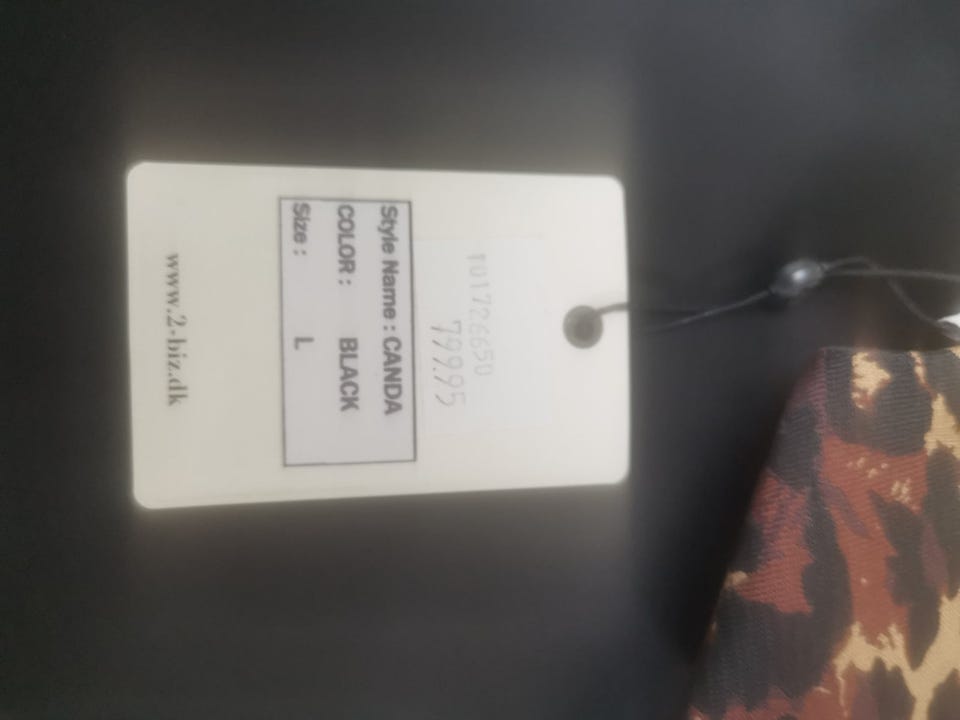 101726650
799.95
Style Name : CANDA
COLOR : BLACK
Size : L
www.2-biz.dk